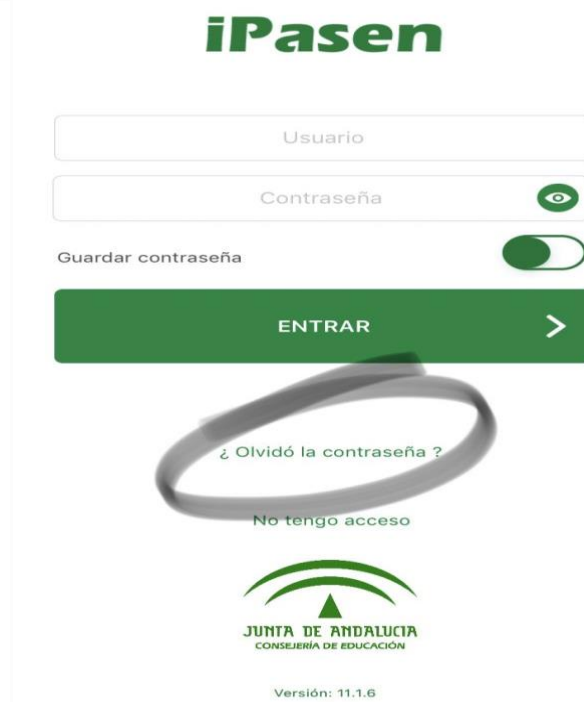 iPasen
Usuario
Contraseña
Guardar contraseña
ENTRAR
¿ Olvidó la contraseña ?
No tengo acceso
JUNTA DE ANDALUCIA
CONSEJERÍA DE EDUCACIÓN
Versión: 11.1.6